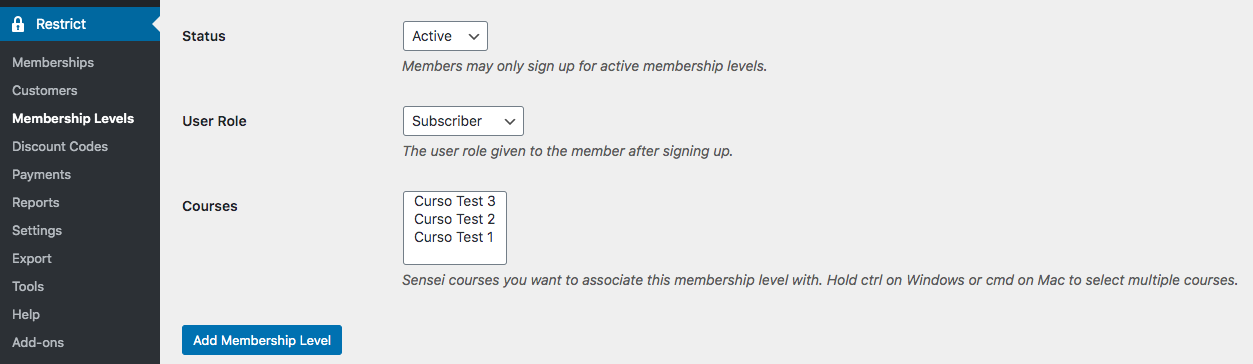 Restrict
Memberships
Customers
Membership Levels
Discount Codes
Payments
Reports
Settings
Export
Tools
Help
Add-ons
Status
Active
Members may only sign up for active membership levels.
User Role
Subscriber
The user role given to the member after signing up.
Courses
Curso Test 3
Curso Test 2
Curso Test 1
Sensei courses you want to associate this membership level with. Hold ctrl on Windows or cmd on Mac to select multiple courses.
Add Membership Level